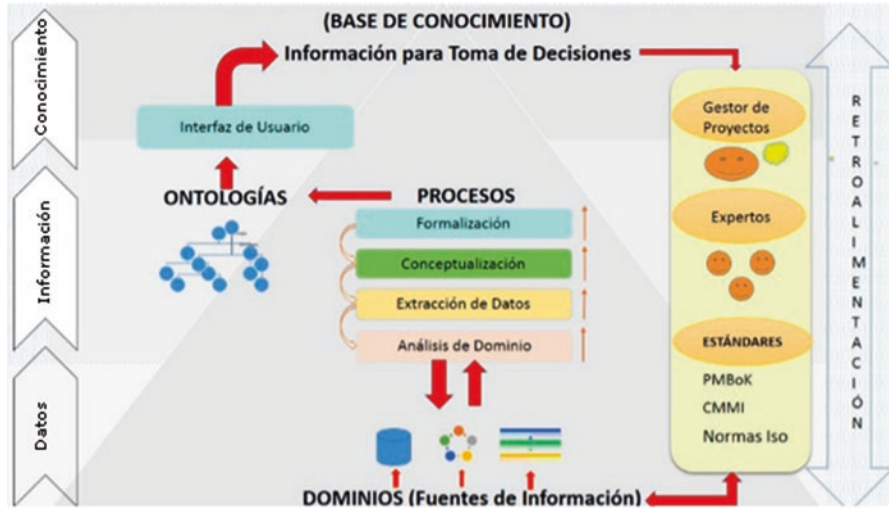 (BASE DE CONOCIMIENTO)
Información para Toma de Decisiones
Conocimiento
Información
Datos
Interfaz de Usuario
ONTOLOGÍAS
PROCESOS
Formalización
Conceptualización
Extracción de Datos
Análisis de Dominio
DOMINIOS (Fuentes de Información)
Gestor de
Proyectos
Expertos
ESTÁNDARES
PMBoK
CMMI
Normas Iso
RETROALIMENTACIÓN